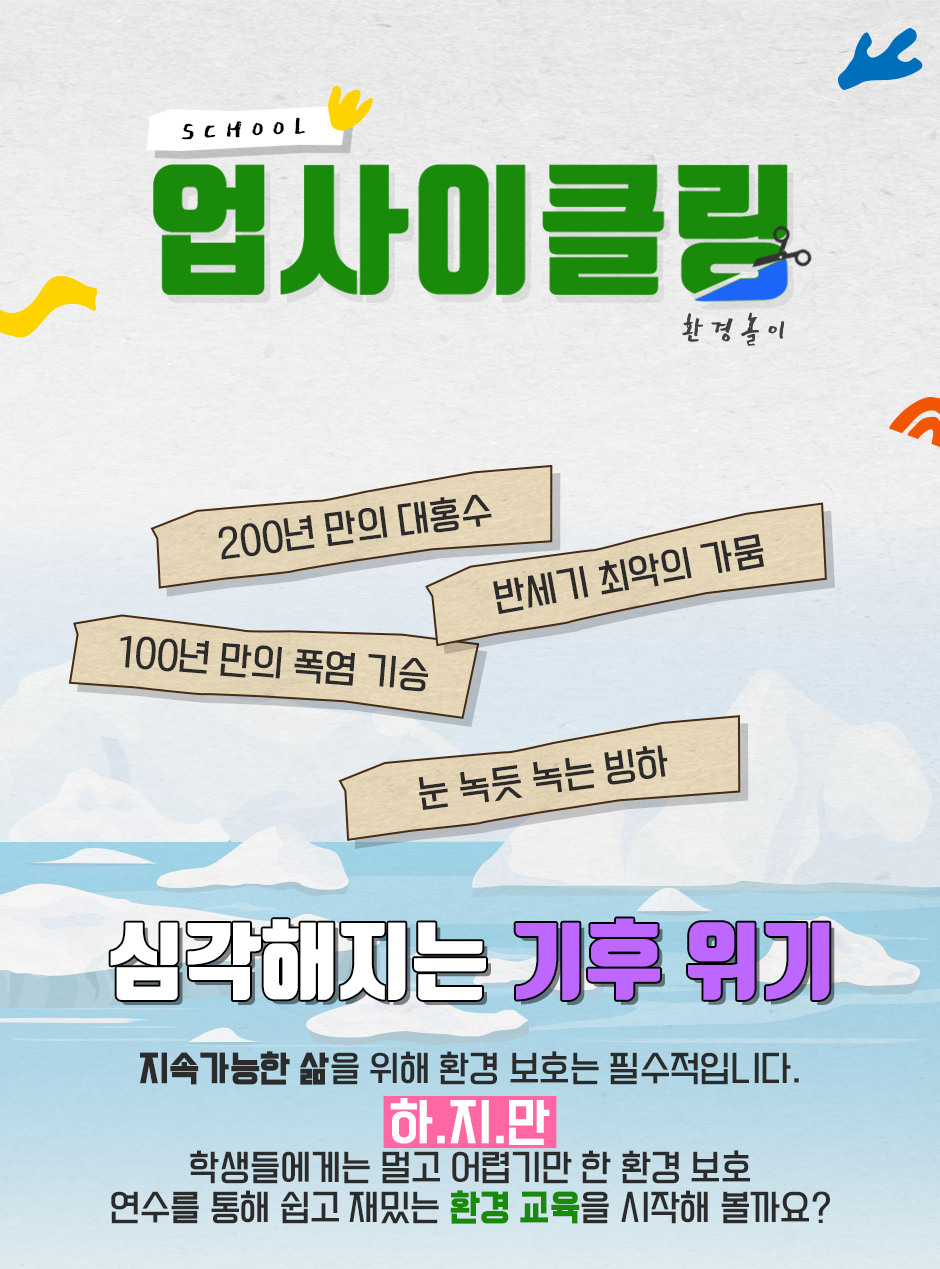 SCHOOL
업사이클링
환경놀이
200년 만의 대홍수
반세기 최악의 가뭄
100년 만의 폭염 기승
눈 녹듯 녹는 빙하
심각해지는 기후 위기
지속가능한 삶을 위해 환경 보호는 필수적입니다.
하.지.만
학생들에게는 멀고 어렵기만 한 환경 보호
연수를 통해 쉽고 재밌는 환경 교육을 시작해 볼까요?